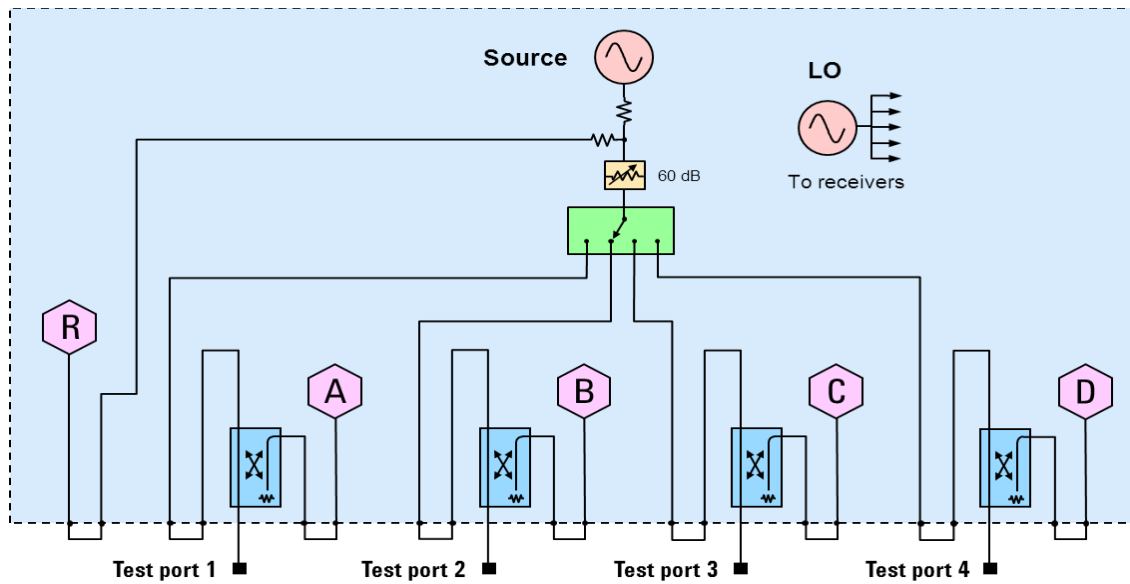 Source
LO
60 dB
To receivers
R
A
B
C
D
Test port 1
Test port 2
Test port 3
Test port 4